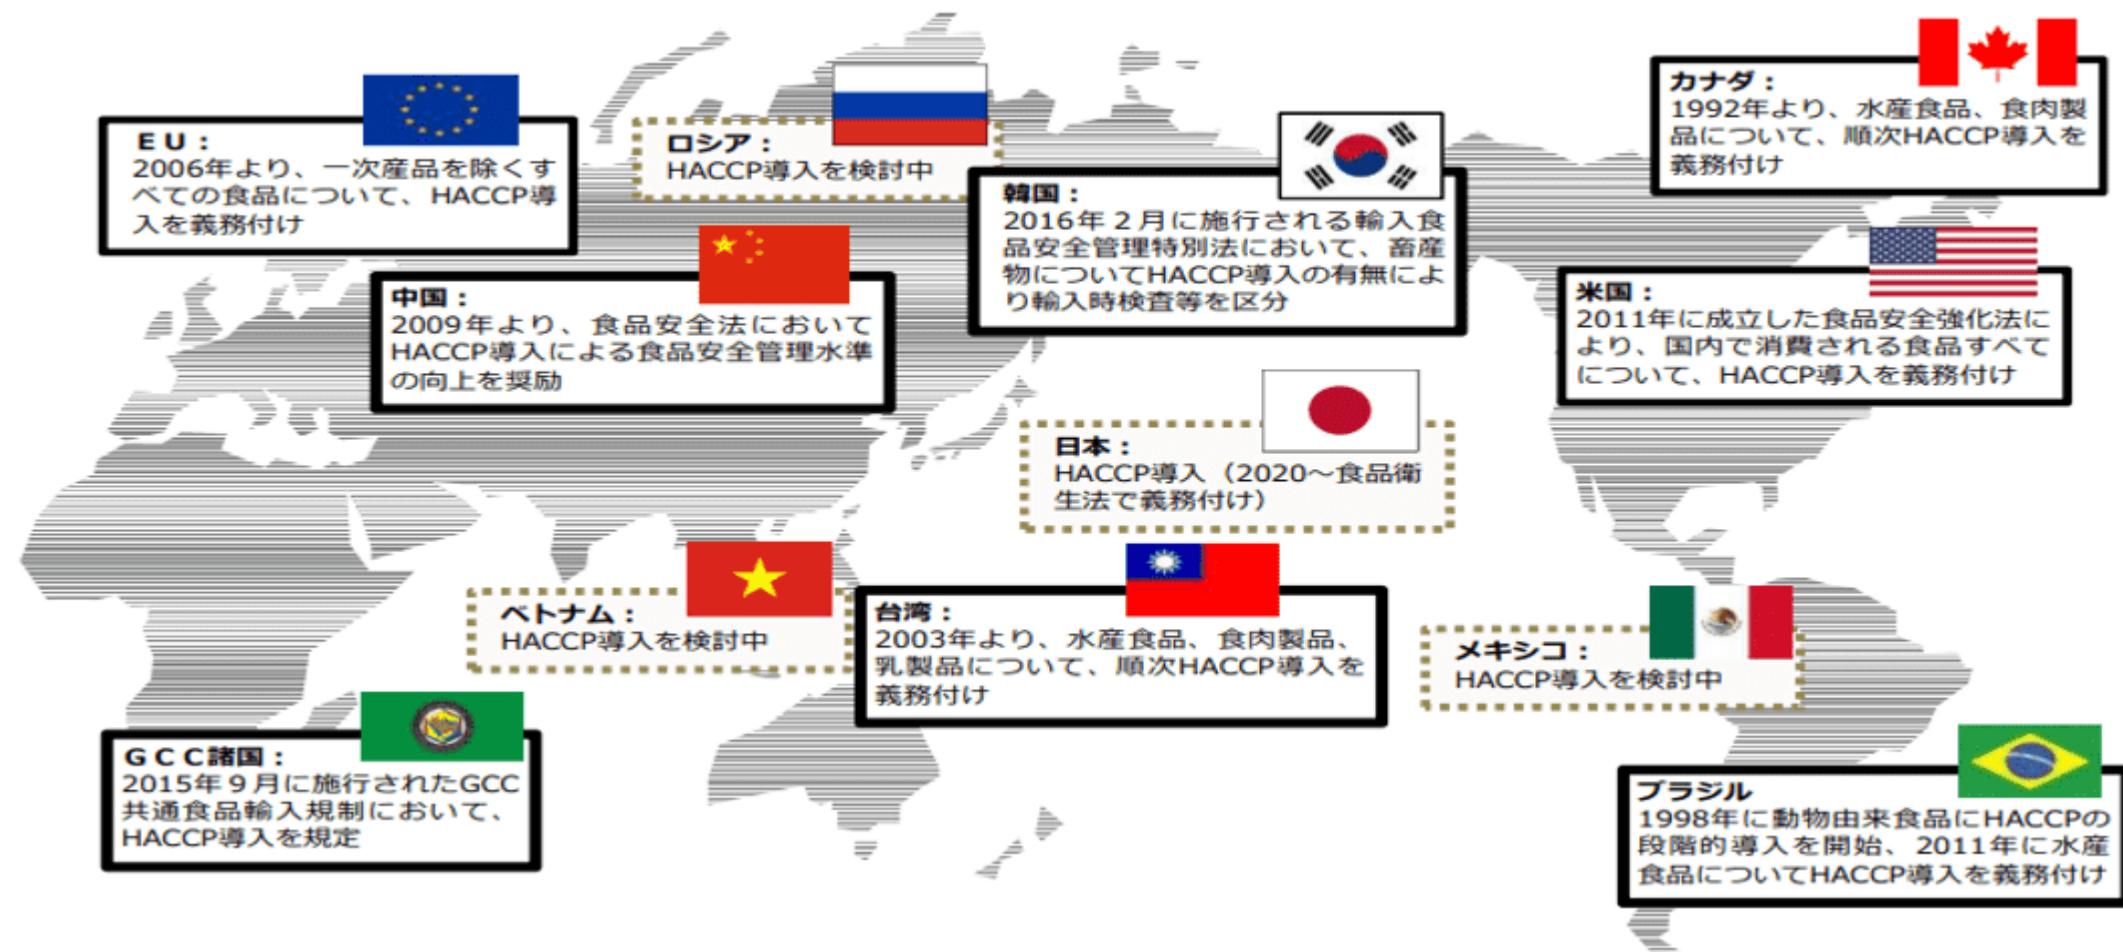 EU：
2006年より、一次産品を除くす
べての食品について、HACCP導
入を義務付け
ロシア：
HACCP導入を検討中
韓国：
2016年２月に施行される輸入食
品安全管理特別法において、畜産
物についてHACCP導入の有無によ
り輸入時検査等を区分
カナダ：
1992年より、水産食品、食肉製
品について、順次HACCP導入を
義務付け
中国：
2009年より、食品安全法において
HACCP導入による食品安全管理水準
の向上を奨励
米国：
2011年に成立した食品安全強化法に
より、国内で消費される食品すべて
について、HACCP導入を義務付け
日本：
HACCP導入（2020～食品衛
生法で義務付け）
ベトナム：
HACCP導入を検討中
台湾：
2003年より、水産食品、食肉製品、
乳製品について、順次HACCP導入を
義務付け
メキシコ：
HACCP導入を検討中
ＧＣＣ諸国：
2015年９月に施行されたGCC
共通食品輸入規制において、
HACCP導入を規定
ブラジル
1998年に動物由来食品にHACCPの
段階的導入を開始、2011年に水産
食品についてHACCP導入を義務付け